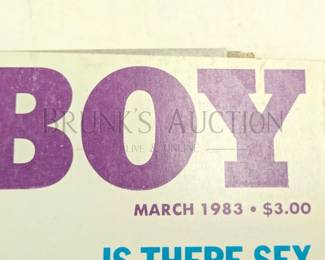 BOY
BRUNK'S AUCTION
LIVE & ONLINE
MARCH 1983 • $3.00
IS THERE SEX